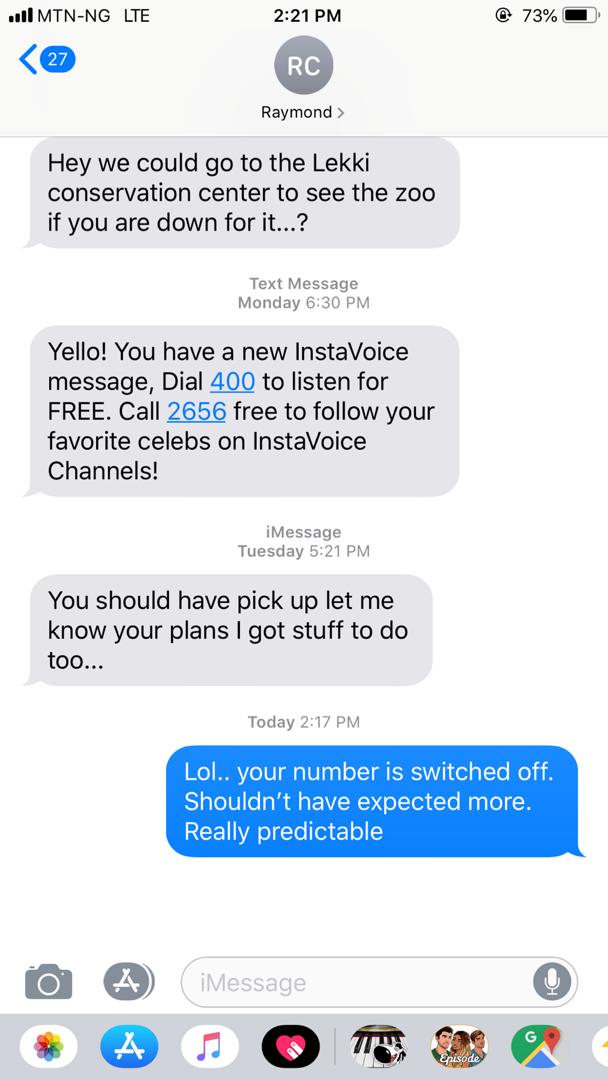 MTN-NG LTE 2:21 PM 73%
27
RC
Raymond
Hey we could go to the Lekki
conservation center to see the zoo
if you are down for it...?
Text Message
Monday 6:30 PM
Yello! You have a new InstaVoice
message, Dial 400 to listen for
FREE. Call 2656 free to follow your
favorite celebs on InstaVoice
Channels!
iMessage
Tuesday 5:21 PM
You should have pick up let me
know your plans I got stuff to do
too...
Today 2:17 PM
Lol.. your number is switched off.
Shouldn't have expected more.
Really predictable
iMessage
Episode
G